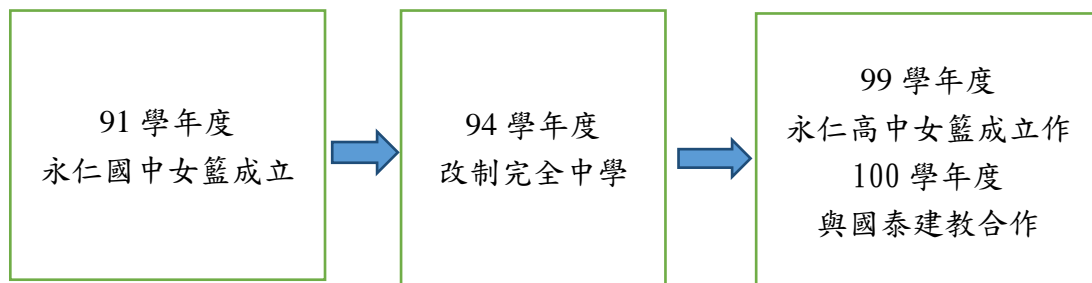 91 學年度
永仁國中女籃成立
94 學年度
改制完全中學
99 學年度
永仁高中女籃成立作
100 學年度
與國泰建教合作